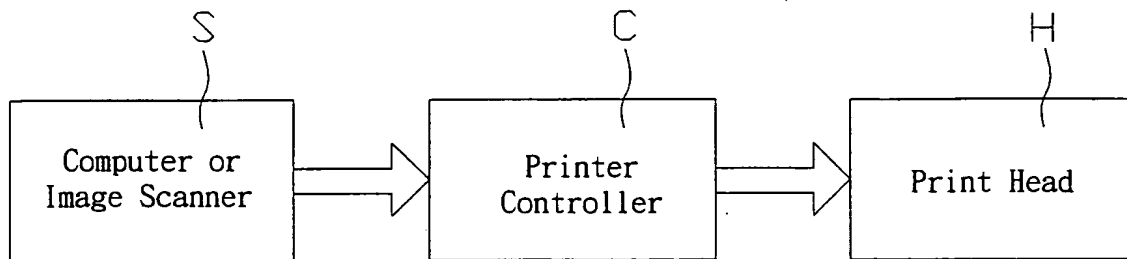 S
C
H
Computer or
Image Scanner
Printer
Controller
Print Head